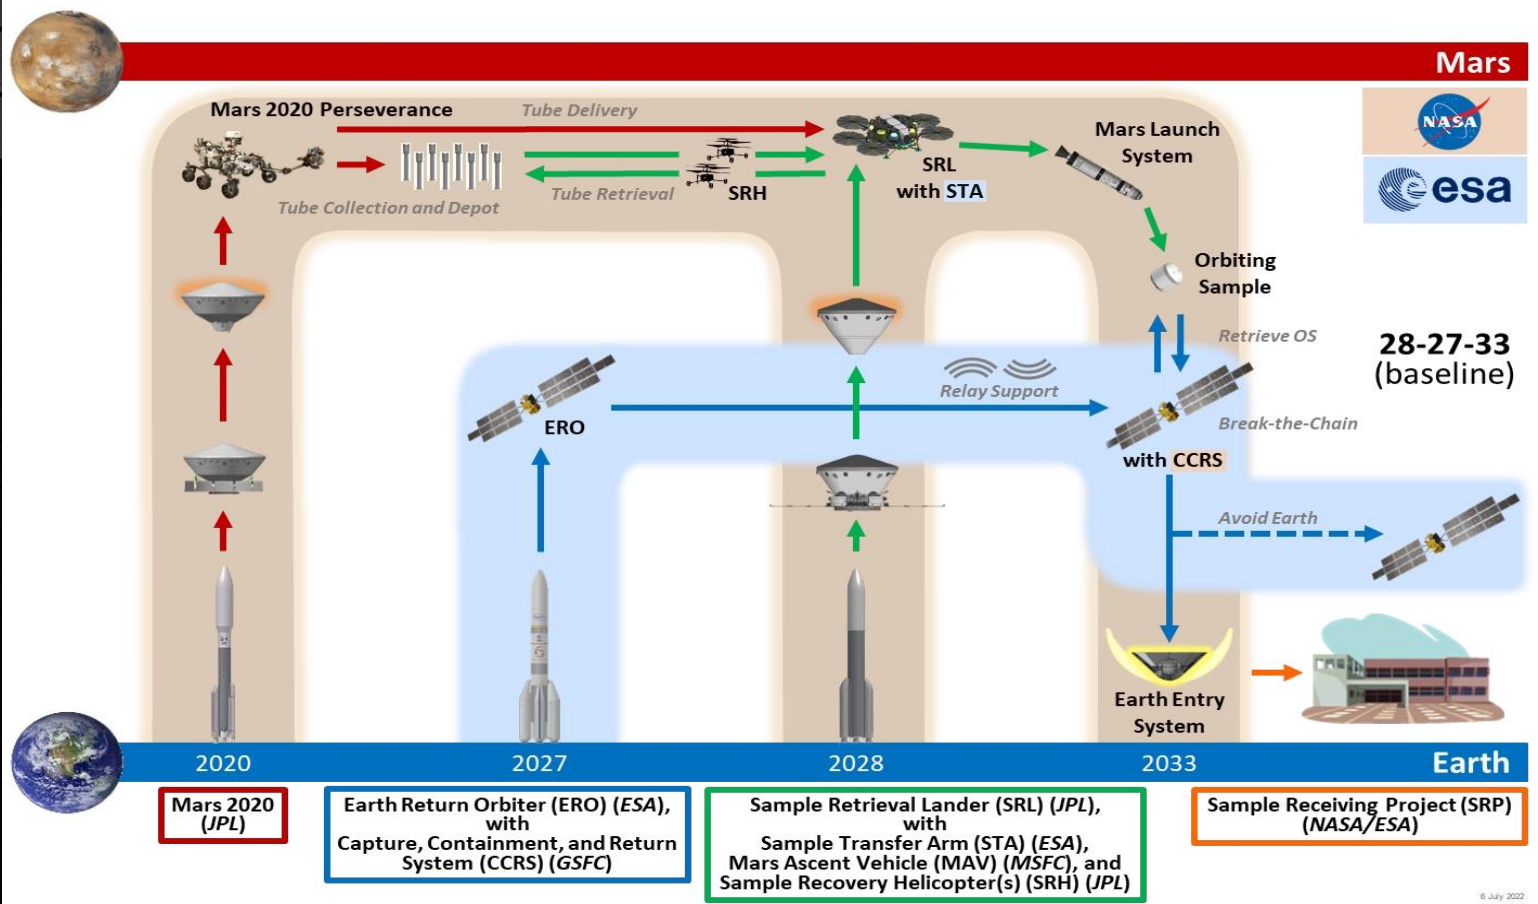 Mars
Mars 2020 Perseverance
Tube Delivery
Mars Launch
System
NASA
esa
SRL
with STA
SRH
Tube Retrieval
Tube Collection and Depot
Orbiting
Sample
Retrieve OS
28-27-33
(baseline)
Relay Support
ERO
Break-the-Chain
with CCRS
Avoid Earth
Earth Entry
System
2020
2027
2028
2033
Earth
Mars 2020
(JPL)
Earth Return Orbiter (ERO) (ESA),
with
Capture, Containment, and Return
System (CCRS) (GSFC)
Sample Retrieval Lander (SRL) (JPL),
with
Sample Transfer Arm (STA) (ESA),
Mars Ascent Vehicle (MAV) (MSFC), and
Sample Recovery Helicopter(s) (SRH) (JPL)
Sample Receiving Project (SRP)
(NASA/ESA)
6 July 2022